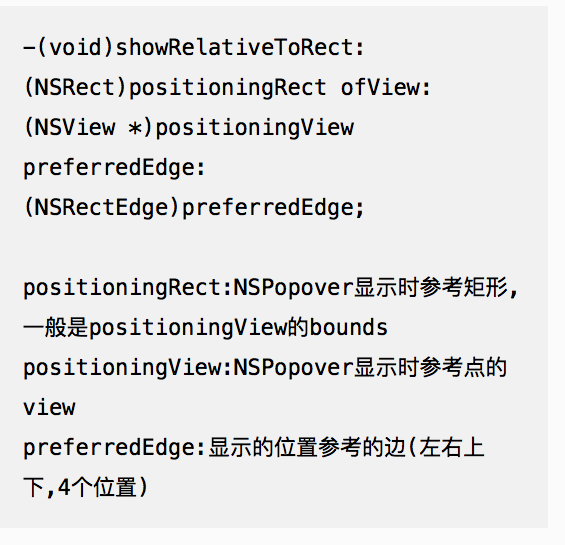 -(void)showRelativeToRect:
(NSRect)positioningRect ofView:
(NSView *)positioningView
preferredEdge:
(NSRectEdge)preferredEdge;
positioningRect:NSPopover显示时参考矩形,
一般是positioningView的bounds
positioningView:NSPopover显示时参考点的
view
preferredEdge:显示的位置参考的边(左右上
下,4个位置)